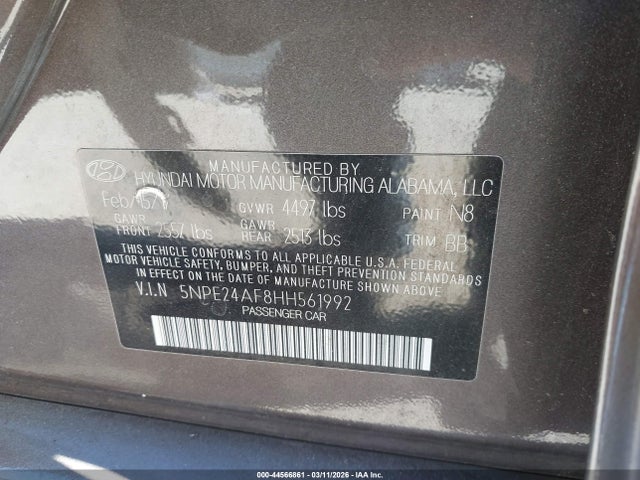 MANUFACTURED BY
HYUNDAI MOTOR MANUFACTURING ALABAMA, LLC
GVWR 4497 lbs PAINT N8
GAWR FRONT lbs GAWR REAR 2513 lbs TRIM BB
THIS VEHICLE CONFORMS TO ALL APPLICABLE U.S.A. FEDERAL
MOTOR VEHICLE SAFETY, BUMPER, AND THEFT PREVENTION STANDARDS
IN EFFECT ON THE DATE OF MANUFACTURE SHOWN ABOVE.
V.I.N 5NPE24AF8HH561992
PASSENGER CAR
000-44566861 - 03/11/2026 - IAA Inc.